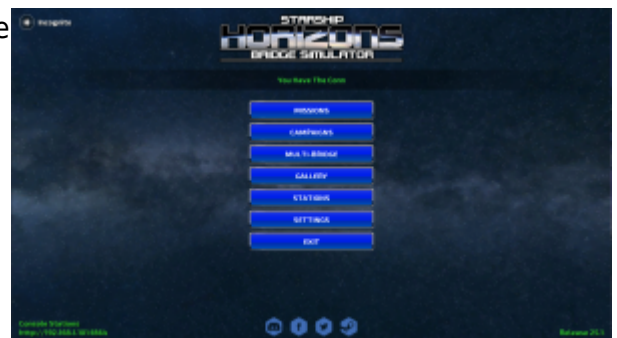 e
Incognito
STARSHIP
HORIZONS
BRIDGE SIMULATOR
You Have The Conn
MISSIONS
CAMPAIGNS
MULTI-BRIDGE
GALLERY
STATIONS
SETTINGS
EXIT
Console Stations